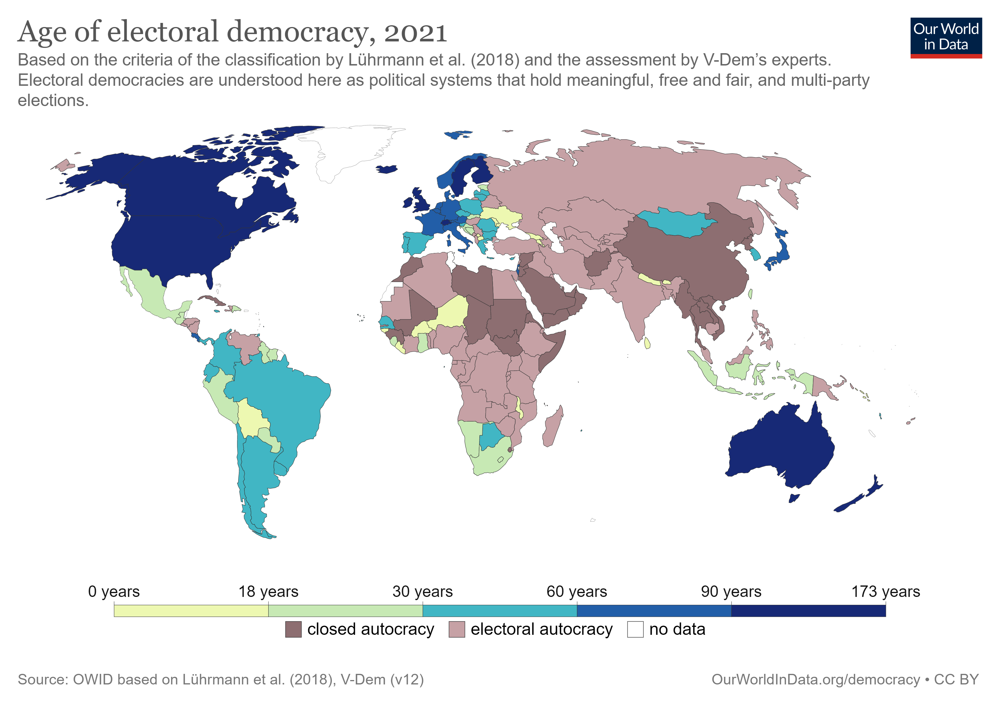 Age of electoral democracy, 2021
Our World
in Data
Based on the criteria of the classification by Lührmann et al. (2018) and the assessment by V-Dem’s experts.
Electoral democracies are understood here as political systems that hold meaningful, free and fair, and multi-party
elections.
0 years 18 years 30 years 60 years 90 years 173 years
closed autocracy electoral autocracy no data
Source: OWID based on Lührmann et al. (2018), V-Dem (v12)
OurWorldInData.org/democracy • CC BY